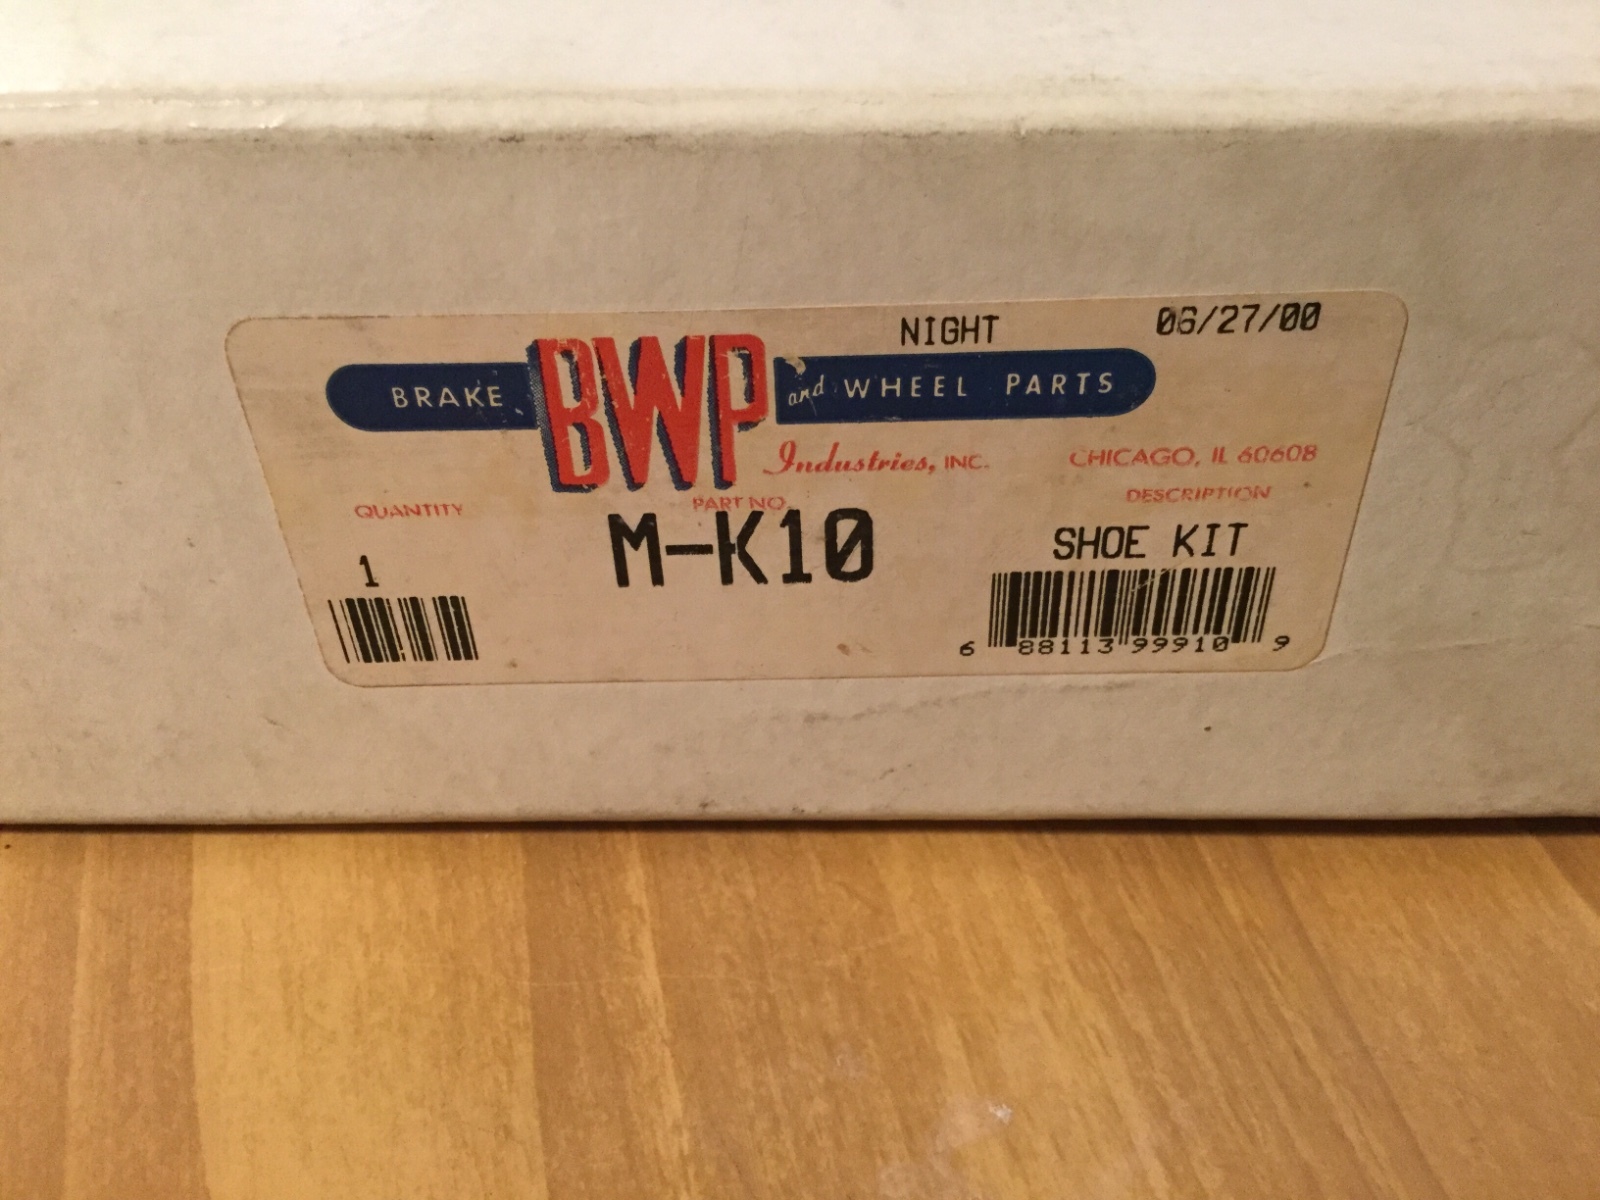 NIGHT 06/27/00
BRAKE BWP and WHEEL PARTS
Industries, INC. CHICAGO, IL 60608
QUANTITY PART NO. DESCRIPTION
1 M-K10 SHOE KIT
6 88113 99910 9